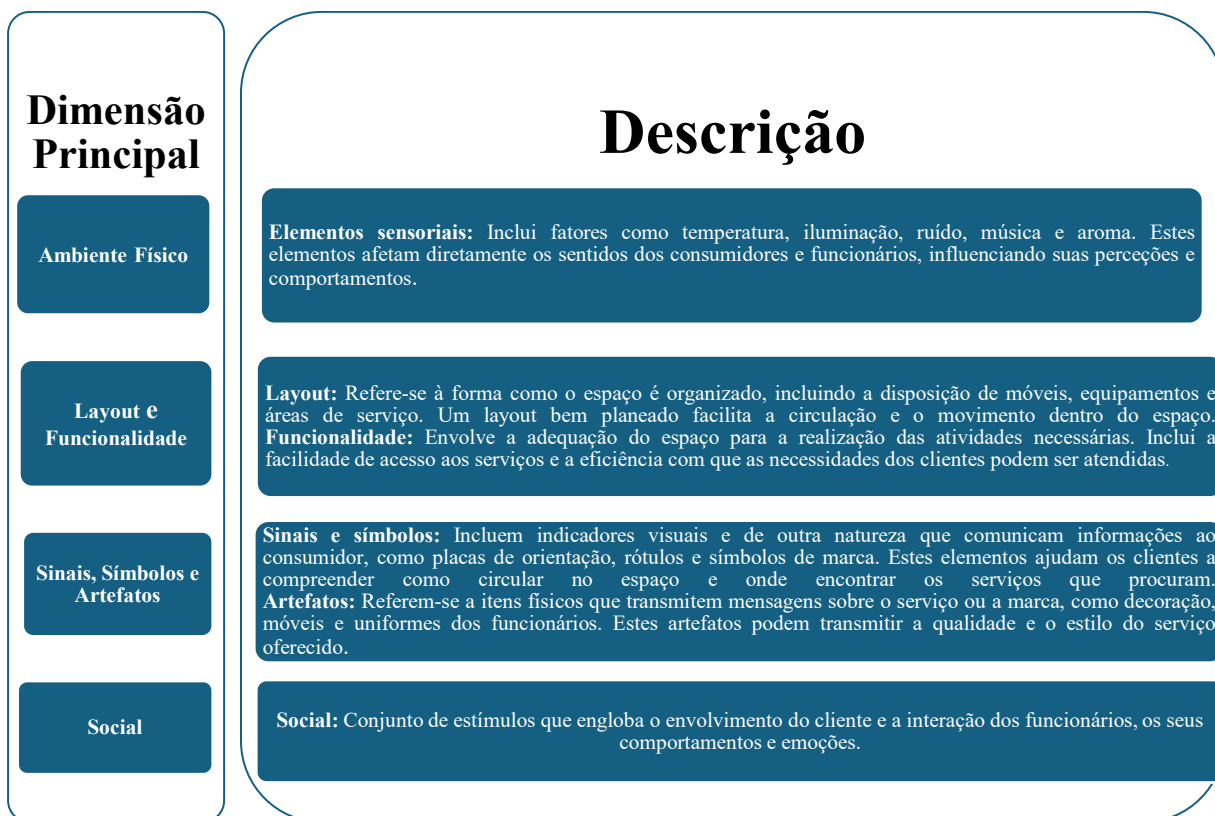 Dimensão
Principal
Descrição
Ambiente Físico
Elementos sensoriais: Inclui fatores como temperatura, iluminação, ruído, música e aroma. Estes
elementos afetam diretamente os sentidos dos consumidores e funcionários, influenciando suas perceções e
comportamentos.
Layout e
Funcionalidade
Layout: Refere-se à forma como o espaço é organizado, incluindo a disposição de móveis, equipamentos e
áreas de serviço. Um layout bem planeado facilita a circulação e o movimento dentro do espaço.
Funcionalidade: Envolve a adequação do espaço para a realização das atividades necessárias. Inclui a
facilidade de acesso aos serviços e a eficiência com que as necessidades dos clientes podem ser atendidas.
Sinais, Símbolos e
Artefatos
Sinais e símbolos: Incluem indicadores visuais e de outra natureza que comunicam informações ao
consumidor, como placas de orientação, rótulos e símbolos de marca. Estes elementos ajudam os clientes a
compreender como circular no espaço e onde encontrar os serviços que procuram.
Artefatos: Referem-se a itens físicos que transmitem mensagens sobre o serviço ou a marca, como decoração,
móveis e uniformes dos funcionários. Estes artefatos podem transmitir a qualidade e o estilo do serviço
oferecido.
Social
Social: Conjunto de estímulos que engloba o envolvimento do cliente e a interação dos funcionários, os seus
comportamentos e emoções.